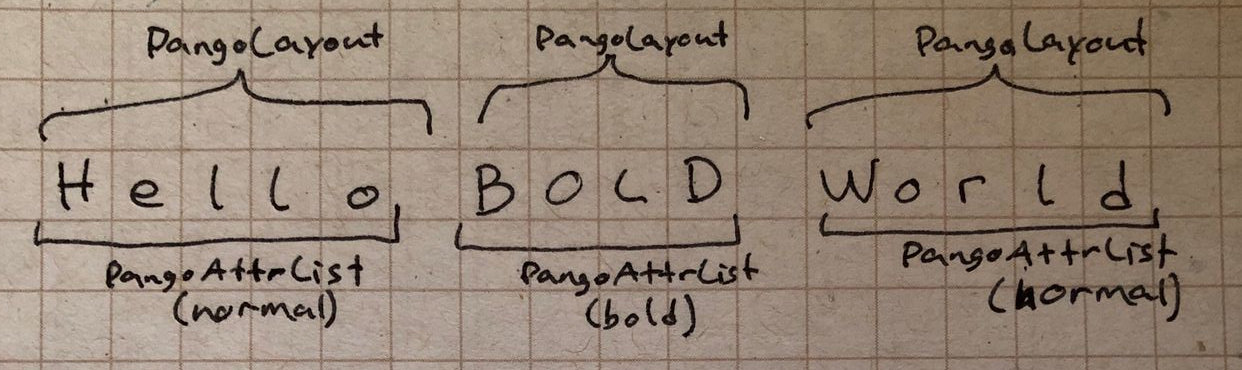 PangoLayout PangoLayout PangoLayout
Hello BOLD World
PangoAttrList PangoAttrList PangoAttrList
(normal) (bold) (normal)